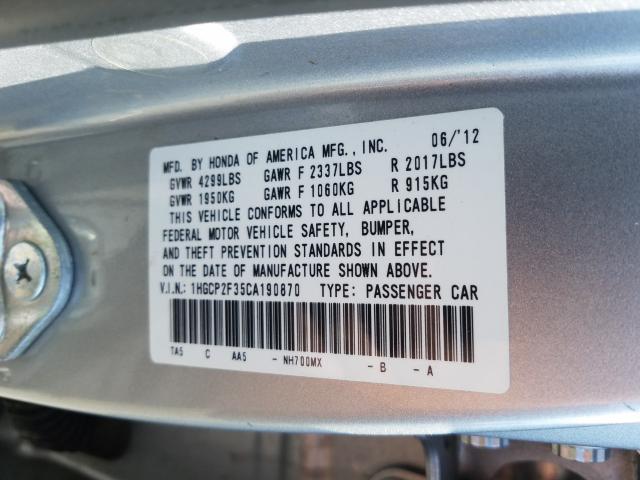 06/'12
MFD. BY HONDA OF AMERICA MFG., INC.
GVWR 4299LBS GAWR F 2337LBS R 2017LBS
GVWR 1950KG GAWR F 1060KG R 915KG
THIS VEHICLE CONFORMS TO ALL APPLICABLE
FEDERAL MOTOR VEHICLE SAFETY, BUMPER,
AND THEFT PREVENTION STANDARDS IN EFFECT
ON THE DATE OF MANUFACTURE SHOWN ABOVE.
V.I.N.: 1HGCP2F35CA190870 TYPE: PASSENGER CAR
TA5 C AA5 - NH700MX - B - A